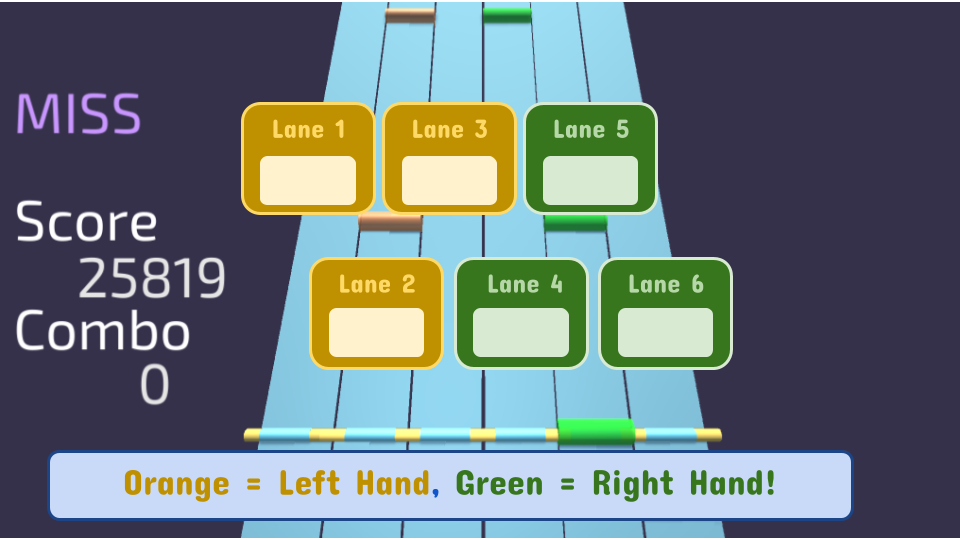 MISS
Score
25819
Combo
0
Lane 1
Lane 3
Lane 5
Lane 2
Lane 4
Lane 6
Orange = Left Hand, Green = Right Hand!